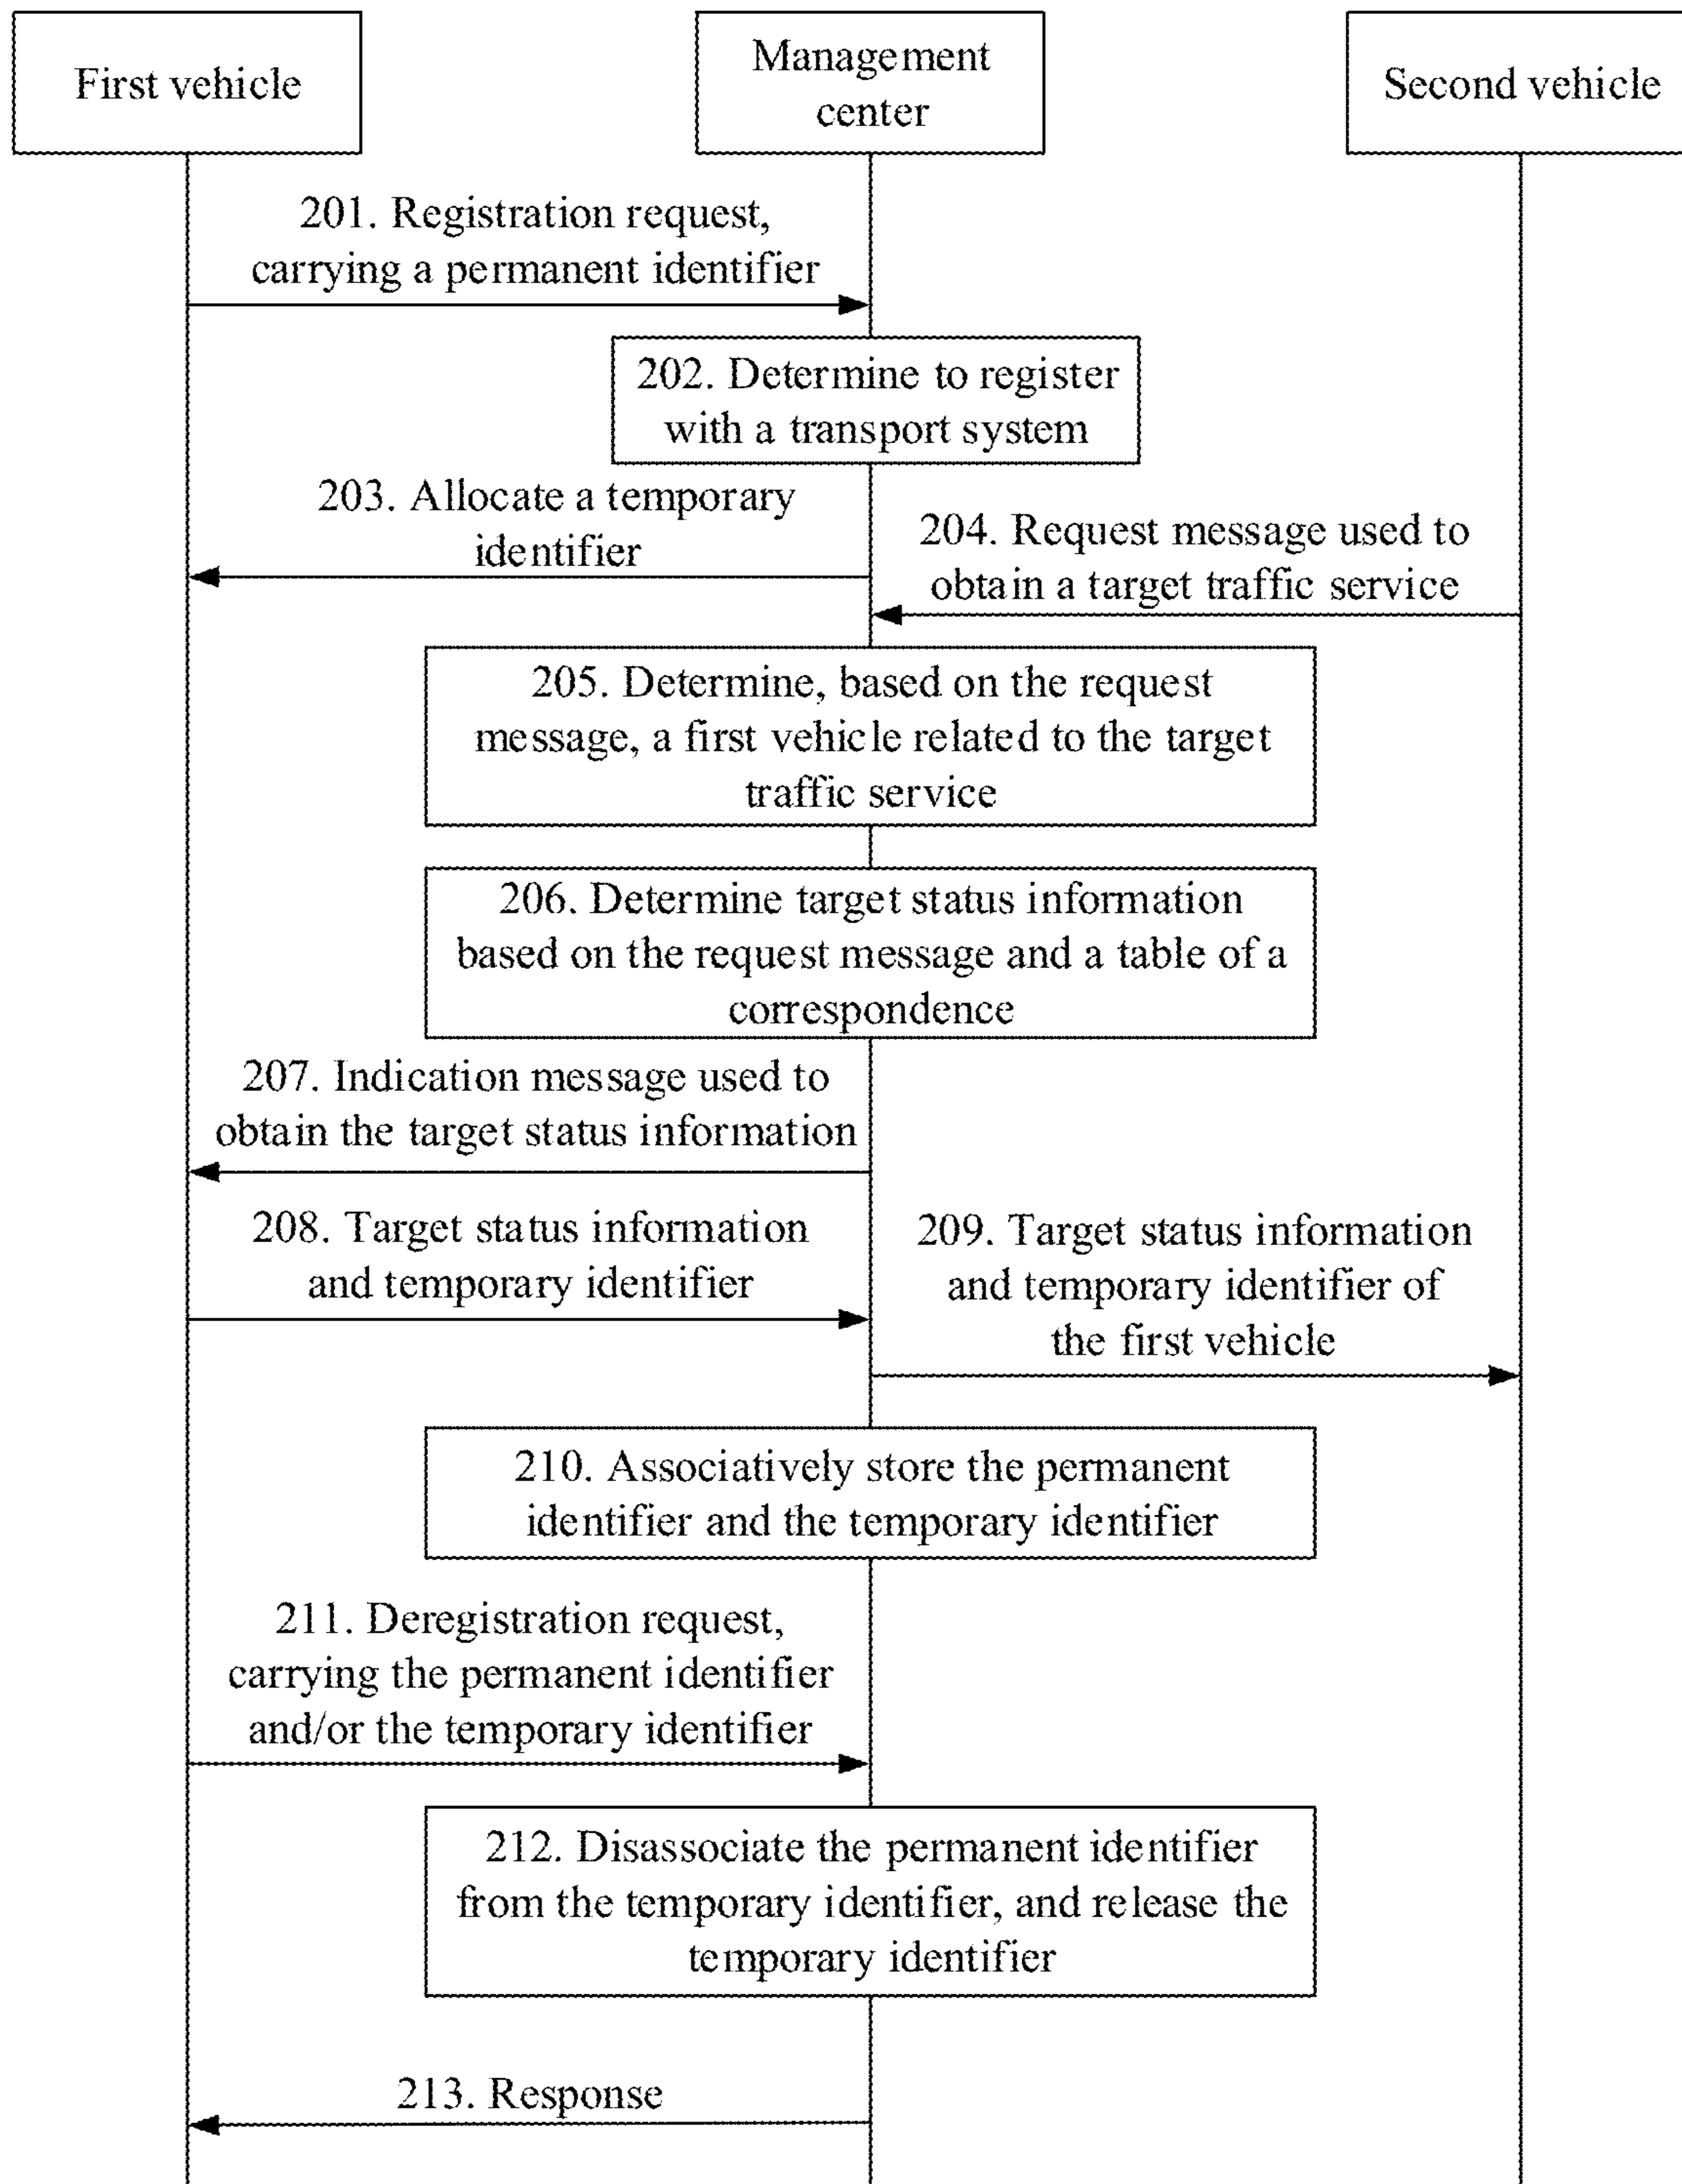 First vehicle
Management
center
Second vehicle
201. Registration request,
carrying a permanent identifier
202. Determine to register
with a transport system
203. Allocate a temporary
identifier
204. Request message used to
obtain a target traffic service
205. Determine, based on the request
message, a first vehicle related to the target
traffic service
206. Determine target status information
based on the request message and a table of a
correspondence
207. Indication message used to
obtain the target status information
208. Target status information
and temporary identifier
209. Target status information
and temporary identifier of
the first vehicle
210. Associatively store the permanent
identifier and the temporary identifier
211. Deregistration request,
carrying the permanent identifier
and/or the temporary identifier
212. Disassociate the permanent identifier
from the temporary identifier, and release the
temporary identifier
213. Response